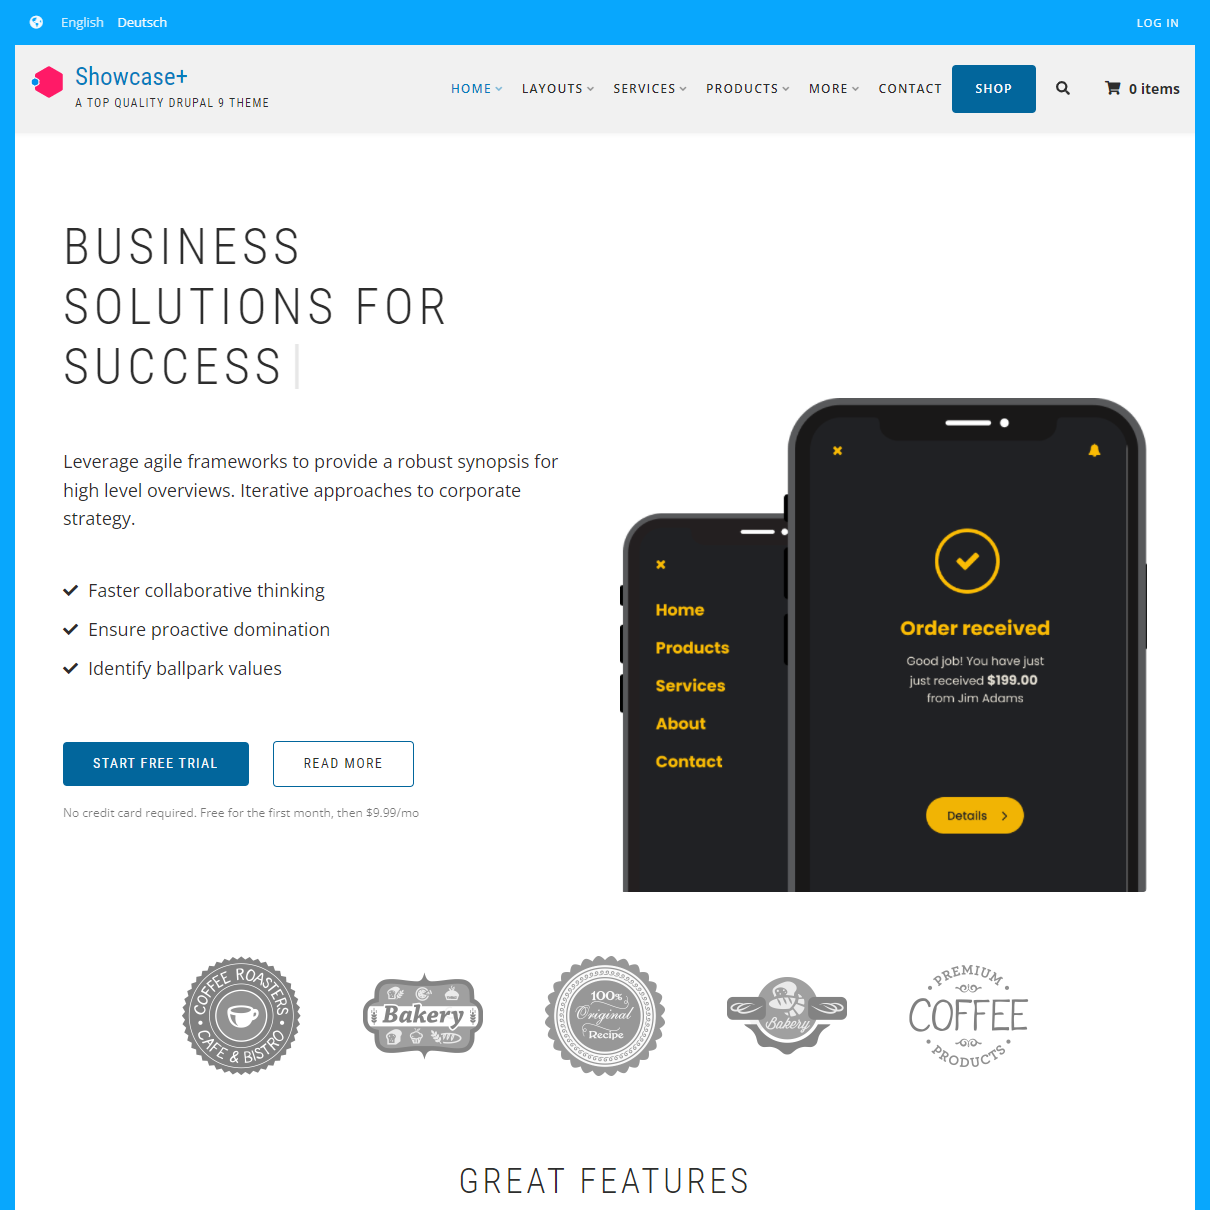 English Deutsch LOG IN
Showcase+
A TOP QUALITY DRUPAL 9 THEME
HOME LAYOUTS SERVICES PRODUCTS MORE CONTACT SHOP 0 items
BUSINESS
SOLUTIONS FOR
SUCCESS
Leverage agile frameworks to provide a robust synopsis for
high level overviews. Iterative approaches to corporate
strategy.
Faster collaborative thinking
Ensure proactive domination
Identify ballpark values
START FREE TRIAL READ MORE
No credit card required. Free for the first month, then $9.99/mo
Home
Products
Services
About
Contact
Order received
Good job! You have just
just received $199.00
from Jim Adams
Details
COFFEE ROASTERS
CAFE & BISTRO
Bakery
100%
Original
Recipe
Bakery
PREMIUM
COFFEE
PRODUCTS
GREAT FEATURES